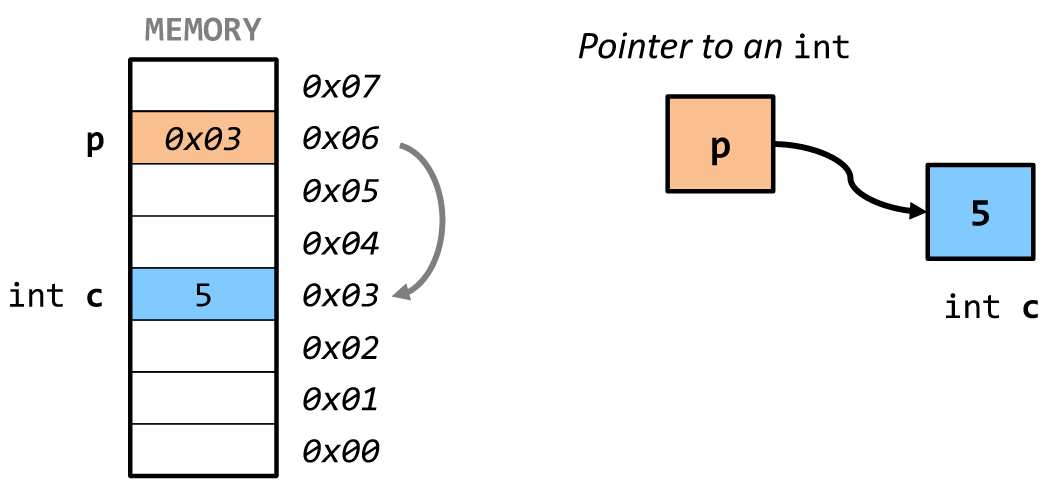 MEMORY
0x07
p 0x03 0x06
0x05
0x04
int c 5 0x03
0x02
0x01
0x00
Pointer to an int
p
5
int c